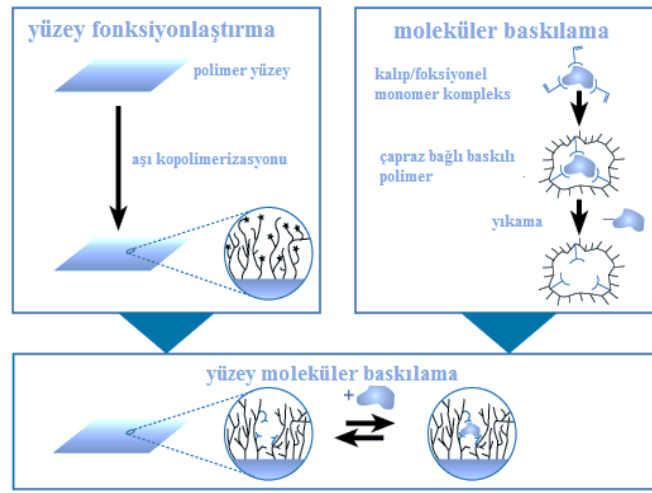 yüzey fonksiyonlaştırma
polimer yüzey
aşı kopolimerizasyonu
moleküler baskılama
kalıp/foksiyonel
monomer kompleks
çapraz bağlı baskılı
polimer
yıkama
yüzey moleküler baskılama
+